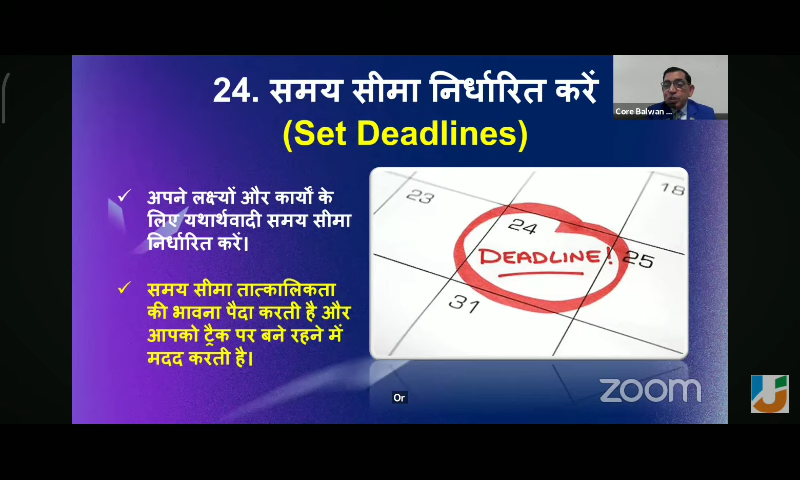 24. समय सीमा निर्धारित करें
(Set Deadlines)
Core Balwan ...
अपने लक्ष्यों और कार्यों के
लिए यथार्थवादी समय सीमा
निर्धारित करें।
समय सीमा तात्कालिकता
की भावना पैदा करती है और
आपको ट्रैक पर बने रहने में
मदद करती है।
23
18
24
DEADLINE!
25
31
Or
zoom